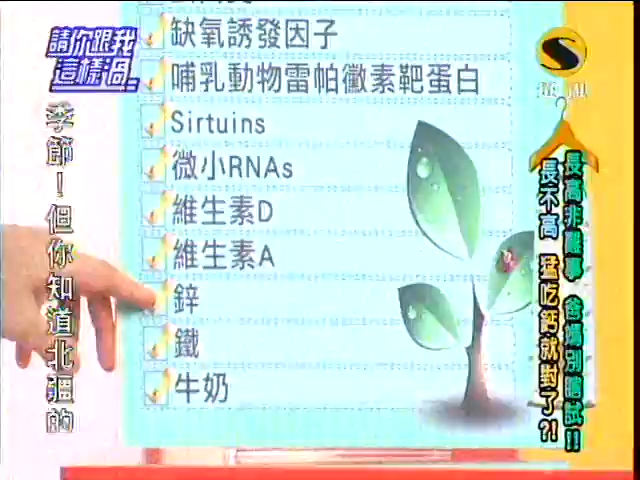 請你跟我
這樣過
缺氧誘發因子
哺乳動物雷帕黴素靶蛋白
Sirtuins
微小RNAs
維生素D
維生素A
鋅
鐵
牛奶
長高非難事 爸媽別瞎試!!
長不高 猛吃鈣就對了?!
季節!但你知道北疆的